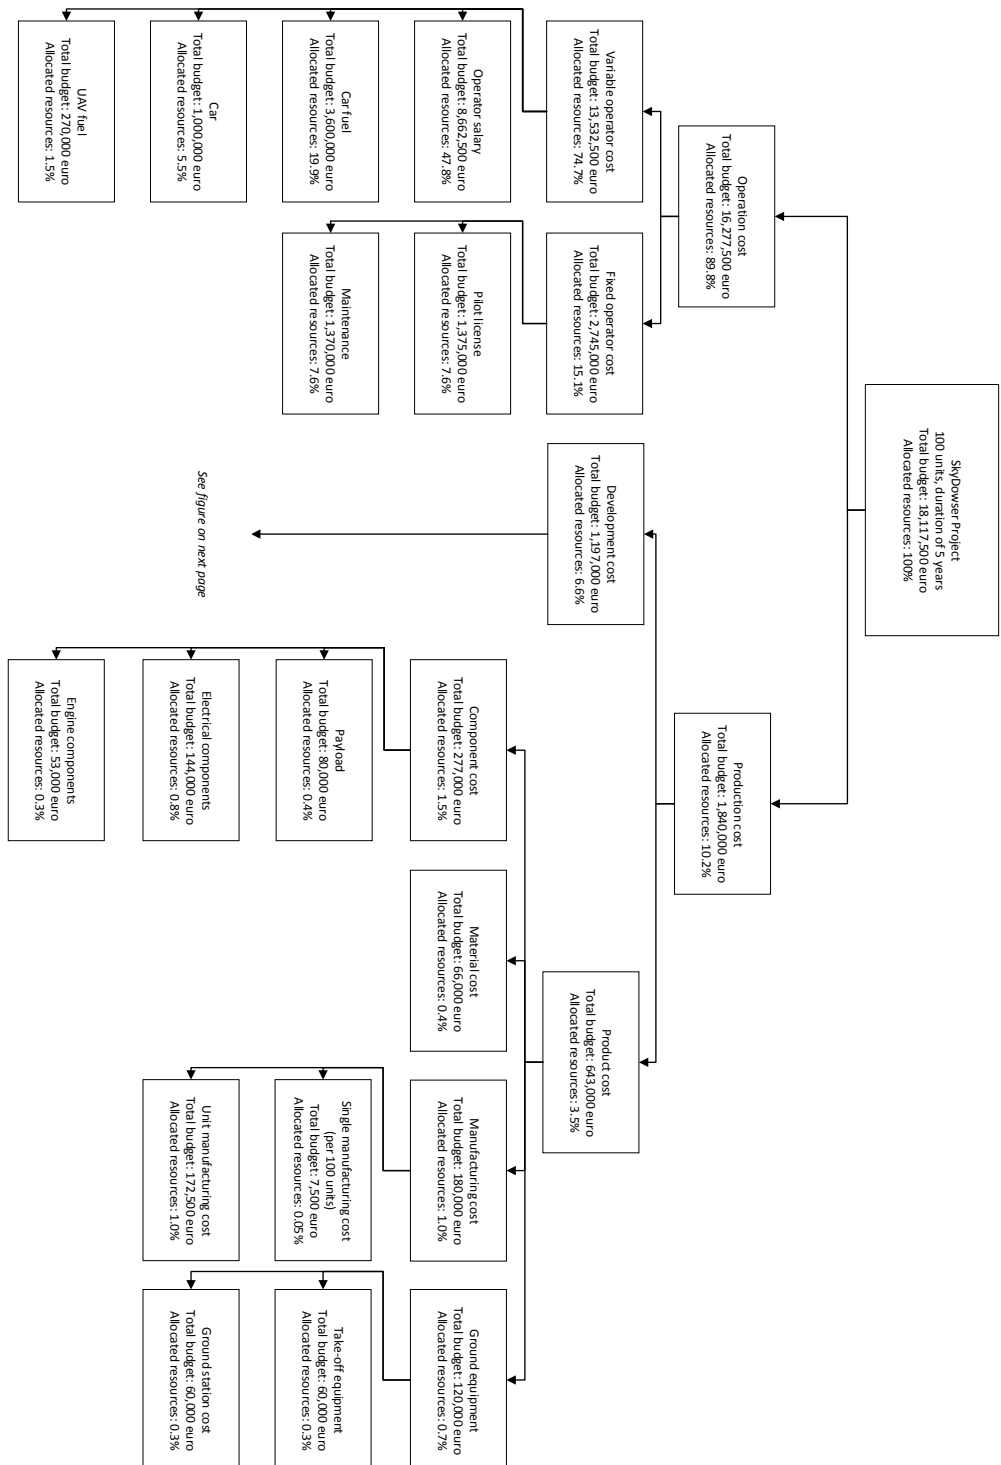 SkyDowser Project
100 units, duration of 5 years
Total budget: 18,117,500 euro
Allocated resources: 100%
Operation cost
Total budget: 16,277,500 euro
Allocated resources: 89.8%
Production cost
Total budget: 1,840,000 euro
Allocated resources: 10.2%
Variable operator cost
Total budget: 13,532,500 euro
Allocated resources: 74.7%
Fixed operator cost
Total budget: 2,745,000 euro
Allocated resources: 15.1%
Development cost
Total budget: 1,197,000 euro
Allocated resources: 6.6%
Product cost
Total budget: 643,000 euro
Allocated resources: 3.5%
Operator salary
Total budget: 8,662,500 euro
Allocated resources: 47.8%
Pilot license
Total budget: 1,375,000 euro
Allocated resources: 7.6%
Component cost
Total budget: 277,000 euro
Allocated resources: 1.5%
Material cost
Total budget: 66,000 euro
Allocated resources: 0.4%
Manufacturing cost
Total budget: 180,000 euro
Allocated resources: 1.0%
Ground equipment
Total budget: 120,000 euro
Allocated resources: 0.7%
Car fuel
Total budget: 3,600,000 euro
Allocated resources: 19.9%
Maintenance
Total budget: 1,370,000 euro
Allocated resources: 7.6%
Payload
Total budget: 80,000 euro
Allocated resources: 0.4%
Single manufacturing cost
(per 100 units)
Total budget: 7,500 euro
Allocated resources: 0.05%
Take-off equipment
Total budget: 60,000 euro
Allocated resources: 0.3%
Car
Total budget: 1,000,000 euro
Allocated resources: 5.5%
See figure on next page
Electrical components
Total budget: 144,000 euro
Allocated resources: 0.8%
Unit manufacturing cost
Total budget: 172,500 euro
Allocated resources: 1.0%
Ground station cost
Total budget: 60,000 euro
Allocated resources: 0.3%
UAV fuel
Total budget: 270,000 euro
Allocated resources: 1.5%
Engine components
Total budget: 53,000 euro
Allocated resources: 0.3%